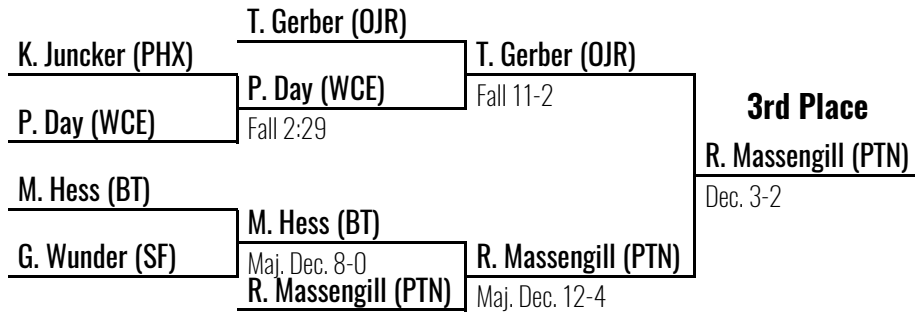 T. Gerber (OJR)
K. Juncker (PHX)
T. Gerber (OJR)
P. Day (WCE)
Fall 11-2
3rd Place
P. Day (WCE)
Fall 2:29
R. Massengill (PTN)
M. Hess (BT)
Dec. 3-2
M. Hess (BT)
G. Wunder (SF)
Maj. Dec. 8-0
R. Massengill (PTN)
R. Massengill (PTN)
Maj. Dec. 12-4